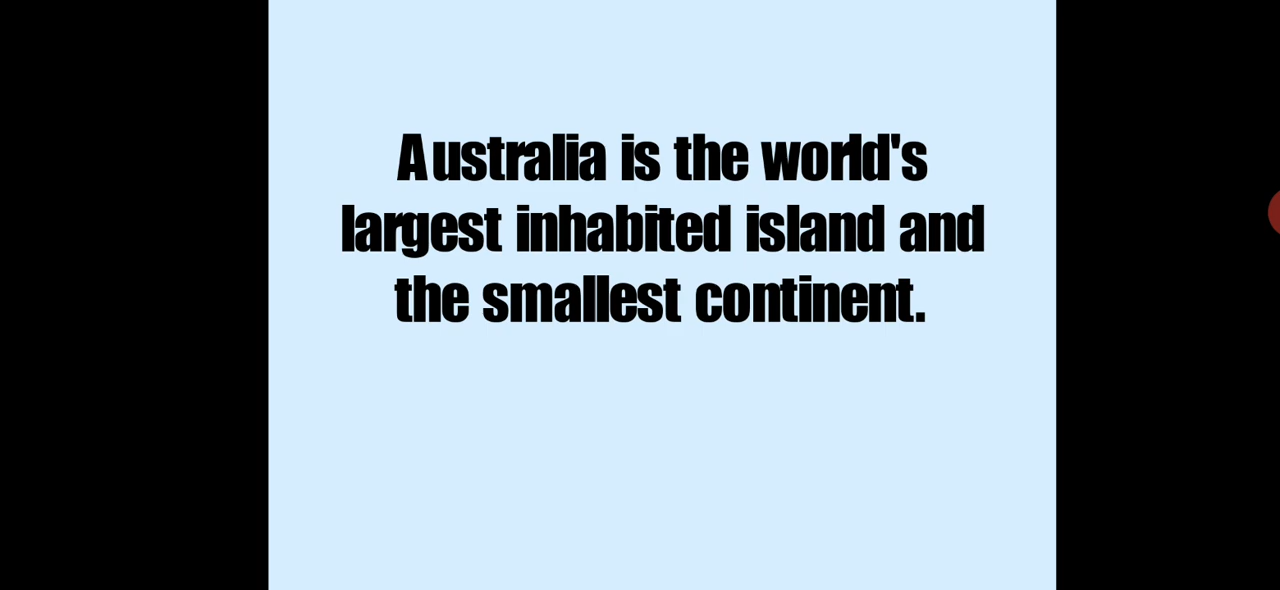 Australia is the world's
largest inhabited island and
the smallest continent.